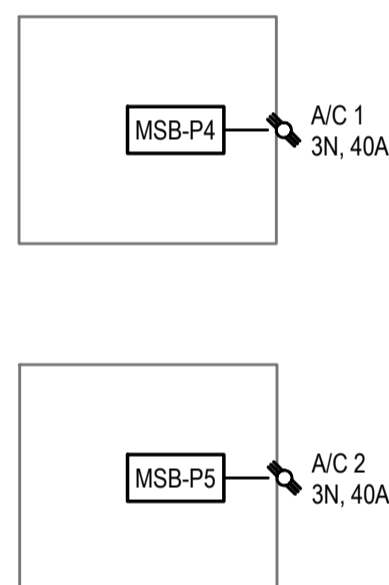 MSB-P4
A/C 1
3N, 40A
MSB-P5
A/C 2
3N, 40A